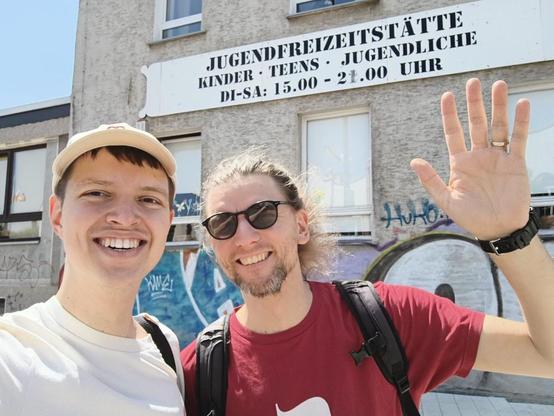 JUGENDFREIZEITSTÄTTE
KINDER · TEENS · JUGENDLICHE
DI-SA: 15.00 - 21.00 UHR